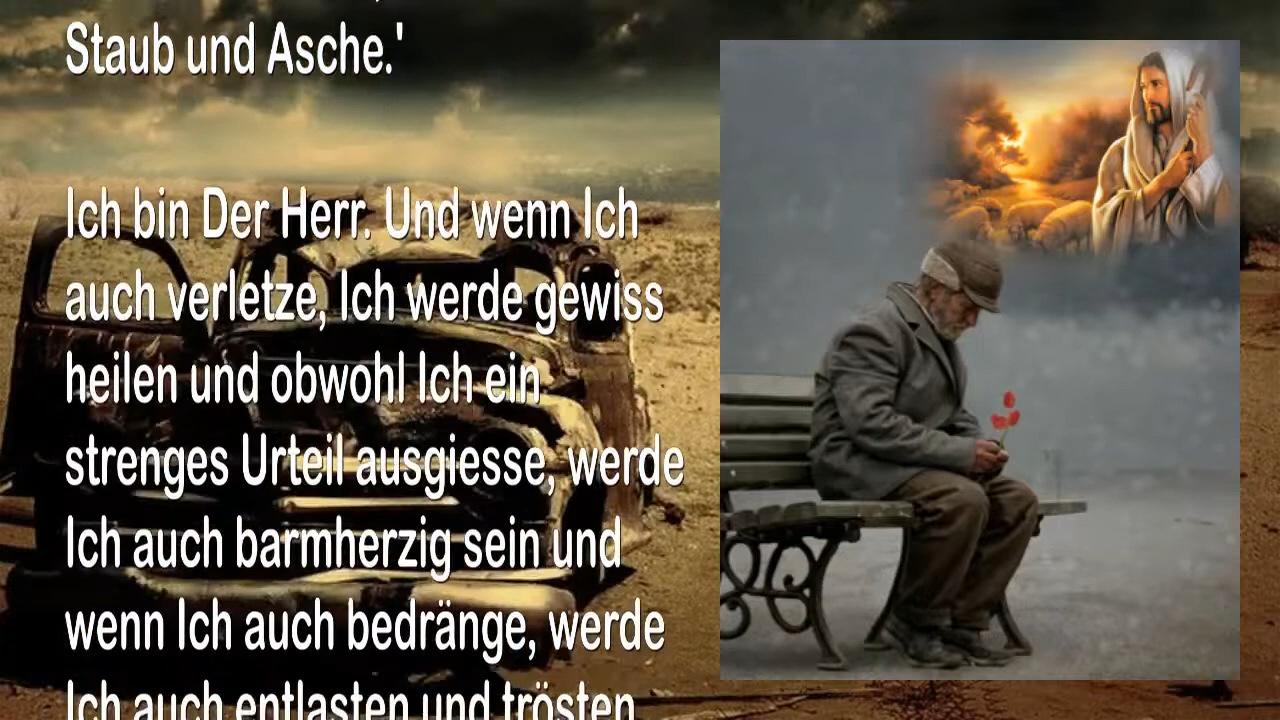 Staub und Asche.'
Ich bin Der Herr. Und wenn Ich
auch verletze, Ich werde gewiss
heilen und obwohl Ich ein
strenges Urteil ausgiesse, werde
Ich auch barmherzig sein und
wenn Ich auch bedränge, werde
Ich auch entlasten und trösten